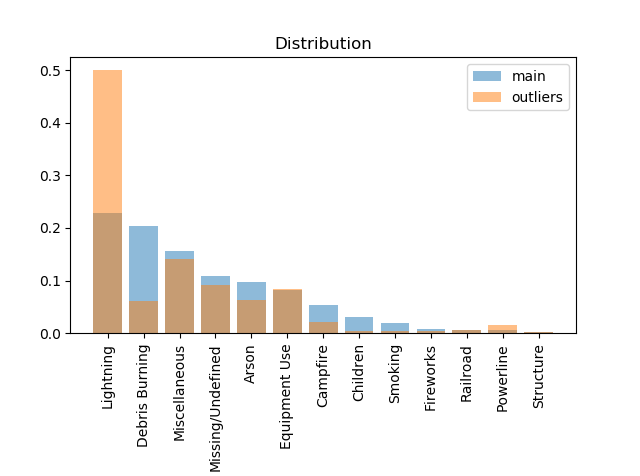 Distribution
main
outliers
0.5
0.4
0.3
0.2
0.1
0.0
Lightning
Debris Burning
Miscellaneous
Missing/Undefined
Arson
Equipment Use
Campfire
Children
Smoking
Fireworks
Railroad
Powerline
Structure